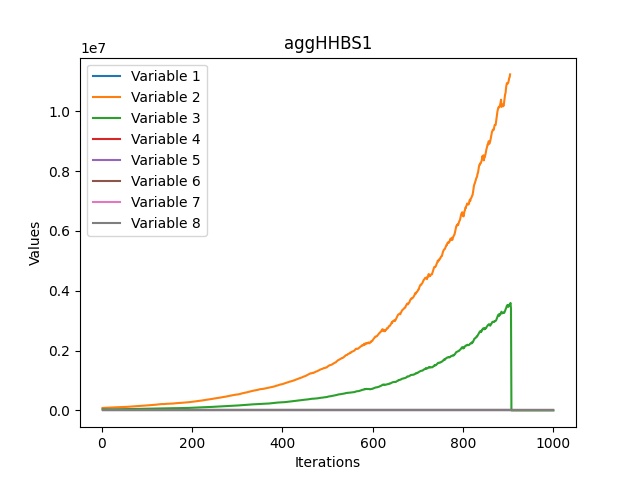 aggHHBS1
1e7
Variable 1
Variable 2
Variable 3
Variable 4
Variable 5
Variable 6
Variable 7
Variable 8
1.0
0.8
0.6
0.4
0.2
0.0
Values
0 200 400 600 800 1000
Iterations